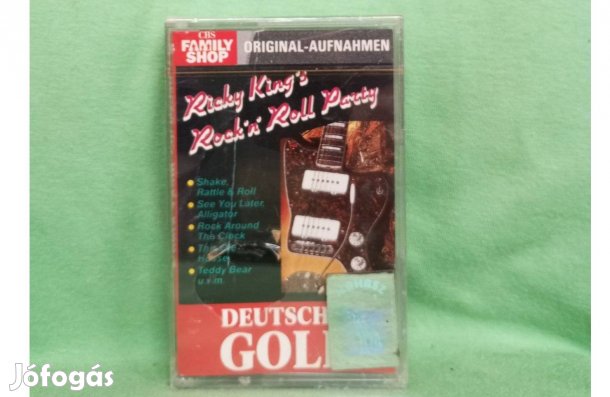 CBS
FAMILY
SHOP
ORIGINAL-AUFNAHMEN
Ricky King's
Rock'n'Roll Party
Shake,
Rattle & Roll
See You Later,
Alligator
Rock Around
The Clock
House
Teddy Bear
u.v.m.
DEUTSCH
GOL
Jófogás